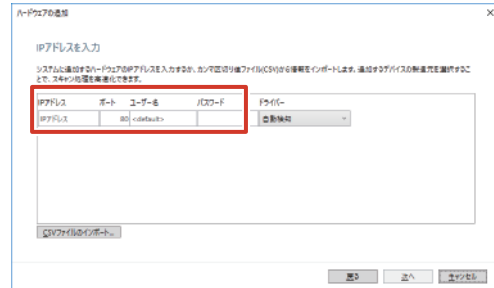 ハードウェアの追加
IPアドレスを入力
システムに追加するハードウェアのIPアドレスを入力するか、カンマ区切り値ファイル(CSV)から情報をインポートします。追加するデバイスの製造元を選択するこ
とで、スキャン処理を高速化できます。
IPアドレス ポート ユーザー名 パスワード ドライバー
IPアドレス 80 <default> 自動検知
CSVファイルのインポート...
戻る 次へ キャンセル